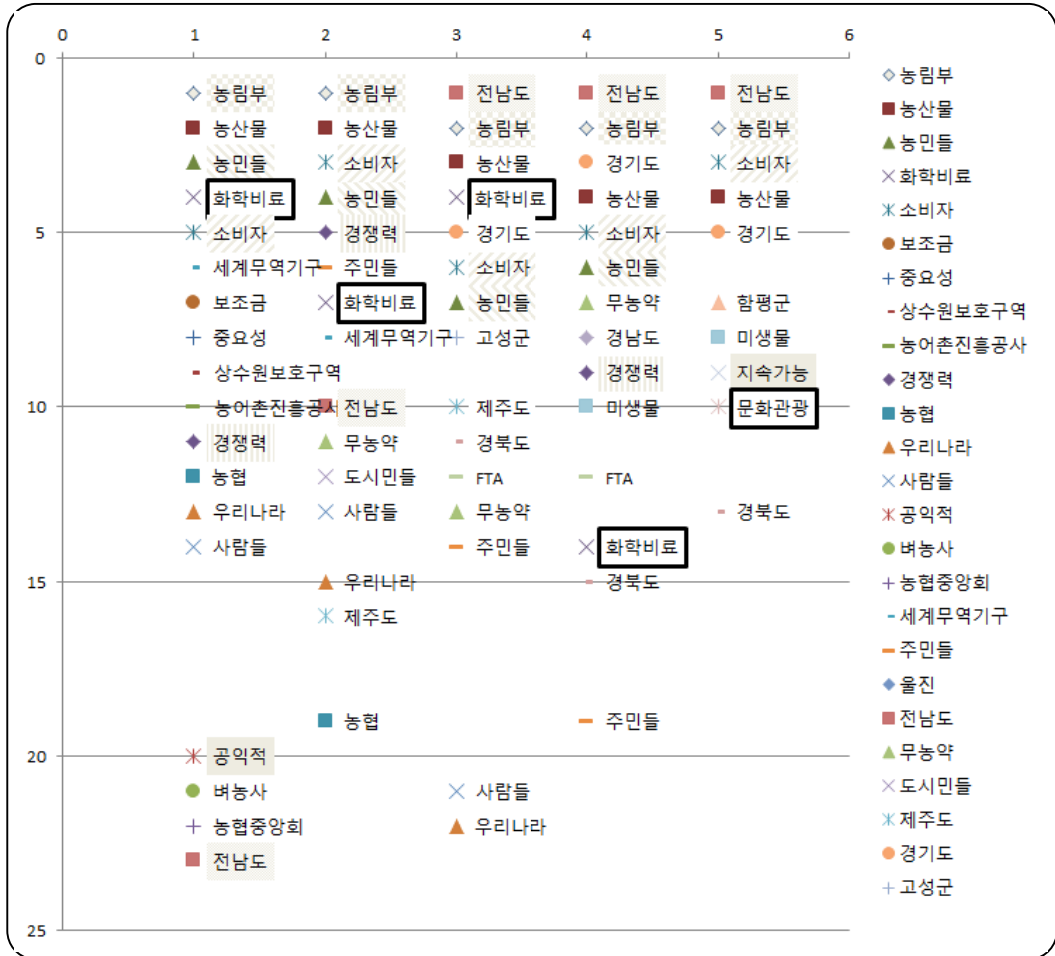 0 1 2 3 4 5 6
0
농림부 농림부 전남도 전남도 전남도
농산물 농산물 농림부 농림부 농림부
농민들 소비자 농산물 경기도 소비자
화학비료 농민들 화학비료 농산물 농산물
5 소비자 경쟁력 경기도 소비자 경기도
세계무역기구 주민들 소비자 농민들
보조금 화학비료 농민들 무농약 함평군
중요성 세계무역기구 고성군 경남도 미생물
상수원보호구역 경쟁력 지속가능
10 농어촌진흥공사 전남도 제주도 미생물 문화관광
경쟁력 무농약 경북도
농협 도시민들 FTA FTA
우리나라 사람들 무농약 경북도
사람들 주민들 화학비료
15 우리나라 경북도
제주도
농협 주민들
20 공익적
벼농사 사람들
농협중앙회 우리나라
전남도
25
농림부
농산물
농민들
화학비료
소비자
보조금
중요성
상수원보호구역
농어촌진흥공사
경쟁력
농협
우리나라
사람들
공익적
벼농사
농협중앙회
세계무역기구
주민들
울진
전남도
무농약
도시민들
제주도
경기도
고성군